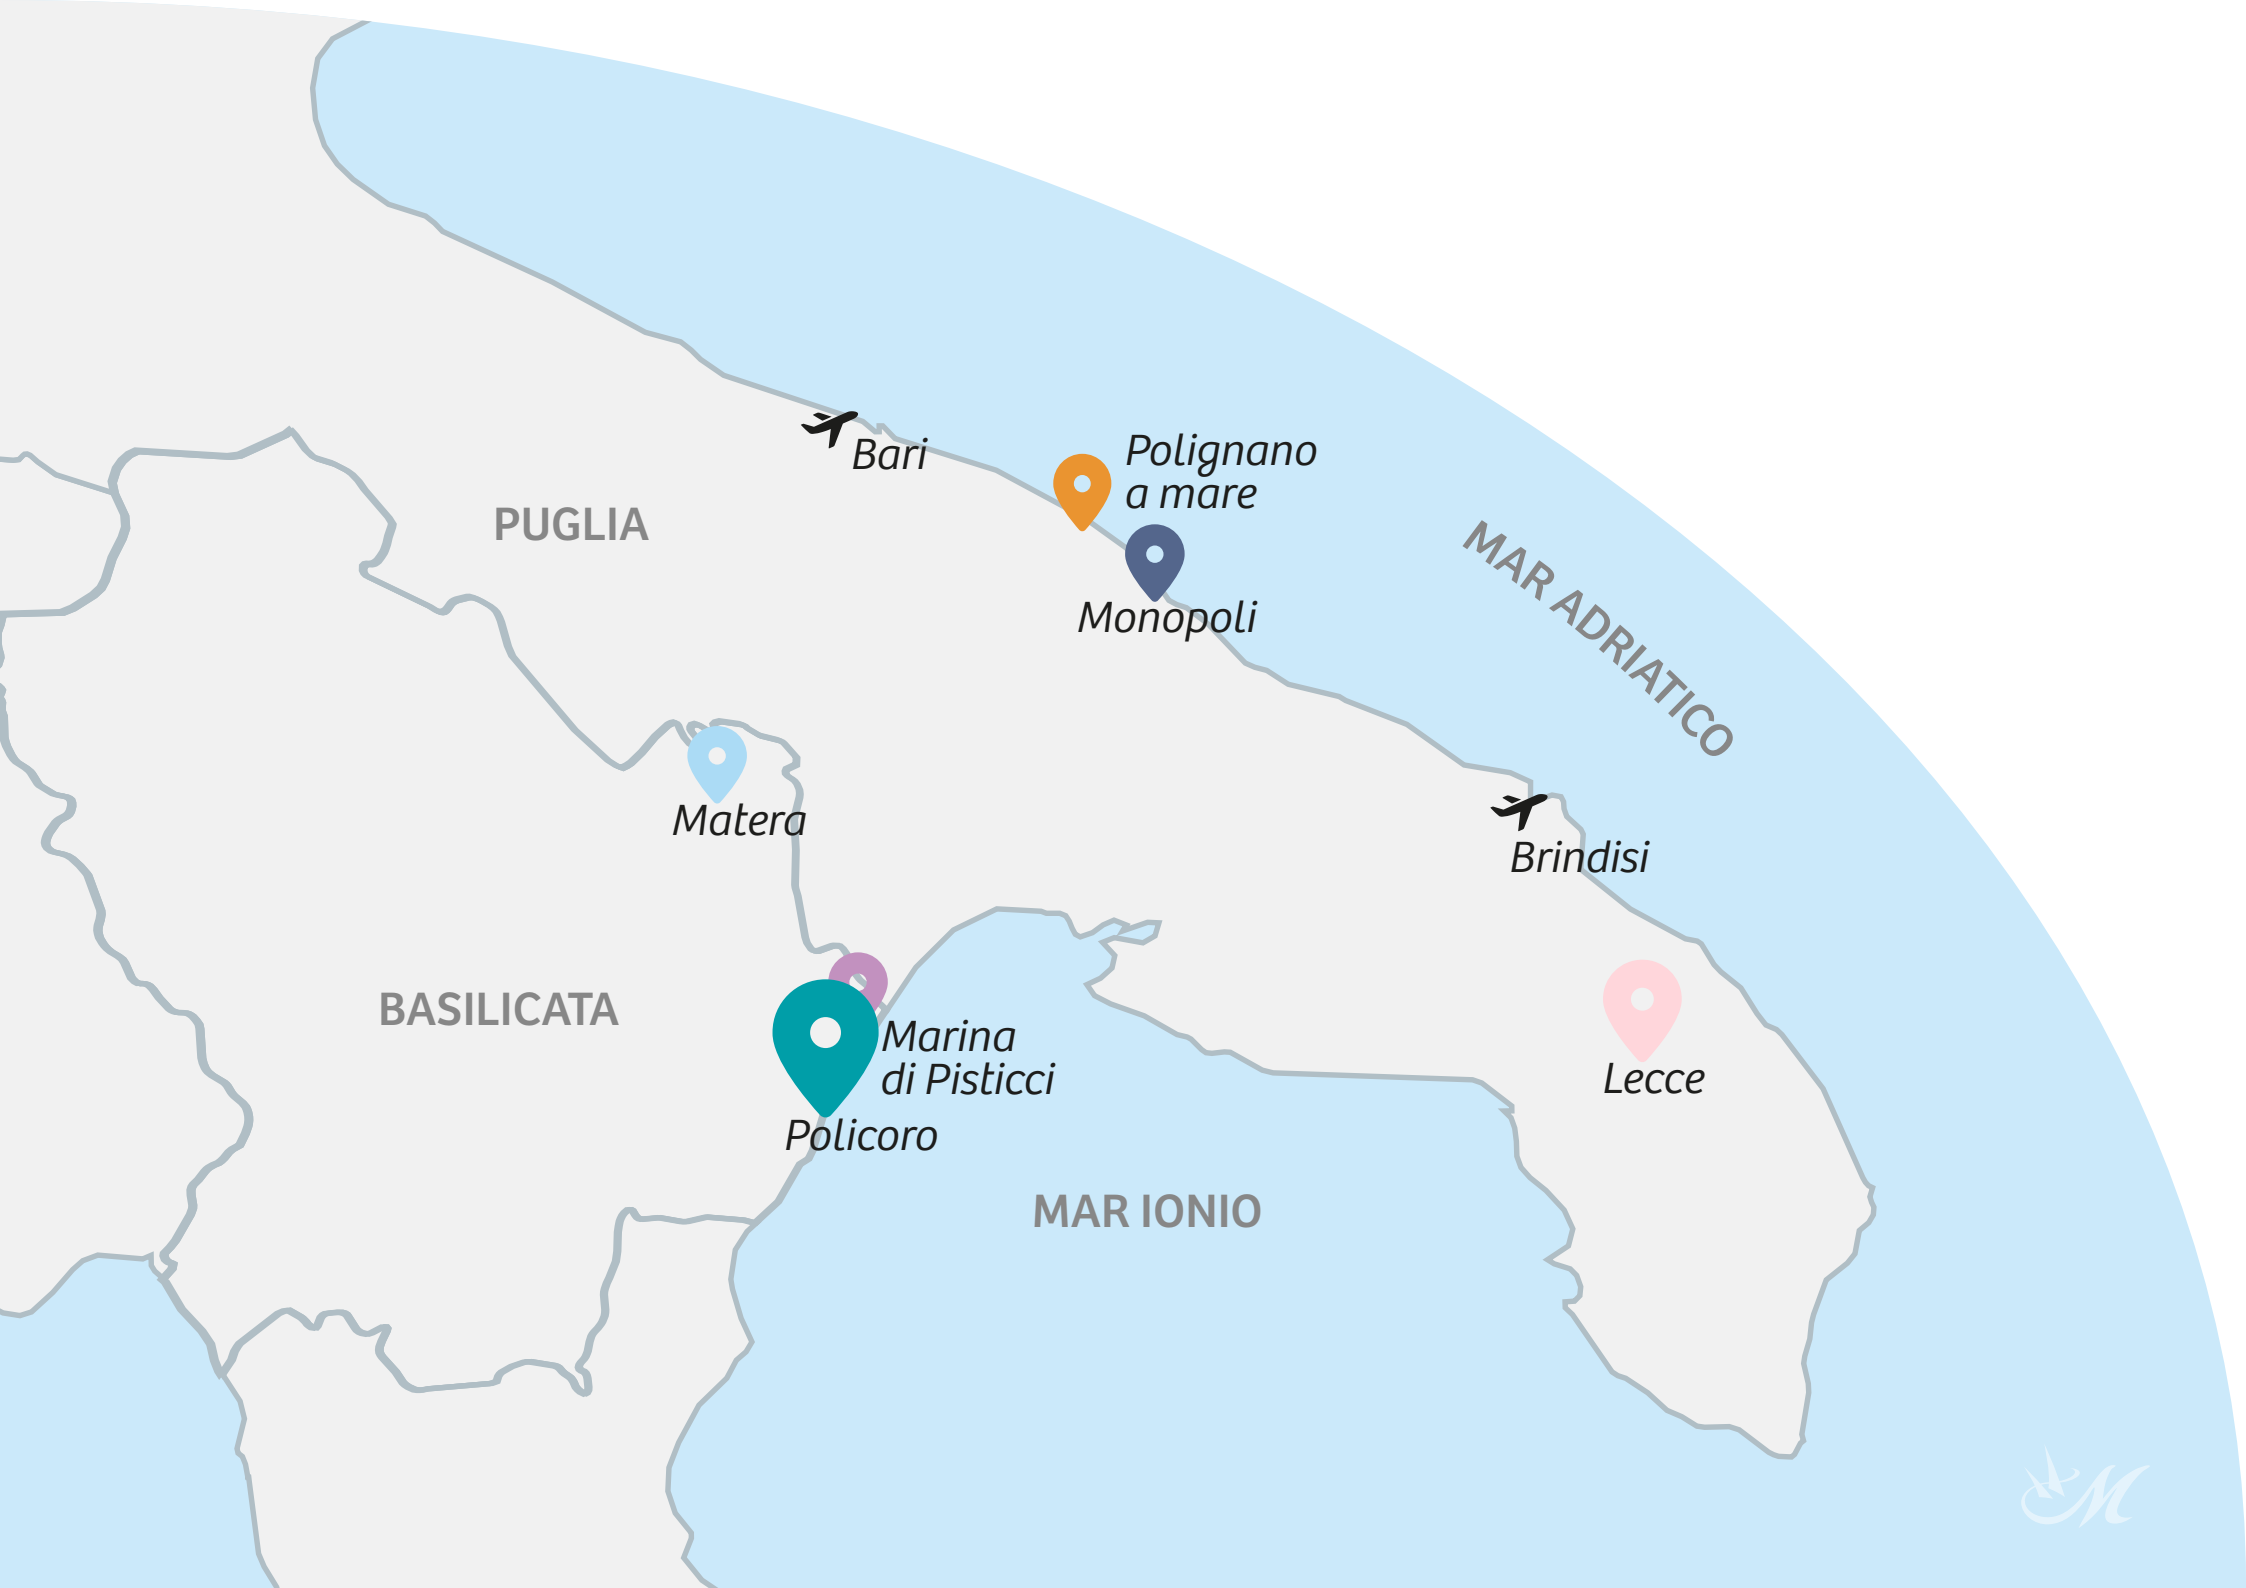 Bari
Polignano
a mare
PUGLIA
MAR ADRIATICO
Monopoli
Matera
Brindisi
BASILICATA
Marina
di Pisticci
Lecce
Policoro
MAR IONIO
M